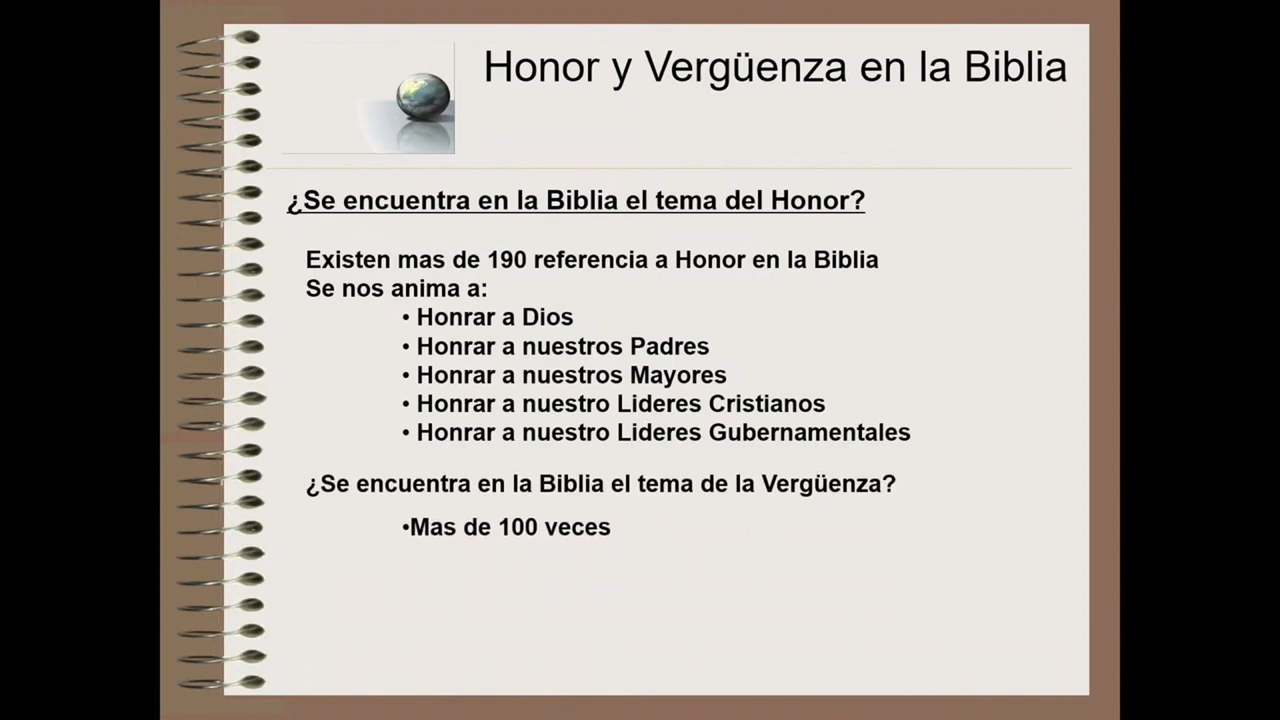 Honor y Vergüenza en la Biblia
¿Se encuentra en la Biblia el tema del Honor?
Existen mas de 190 referencia a Honor en la Biblia
Se nos anima a:
• Honrar a Dios
• Honrar a nuestros Padres
• Honrar a nuestros Mayores
• Honrar a nuestro Lideres Cristianos
• Honrar a nuestro Lideres Gubernamentales
¿Se encuentra en la Biblia el tema de la Vergüenza?
•Mas de 100 veces